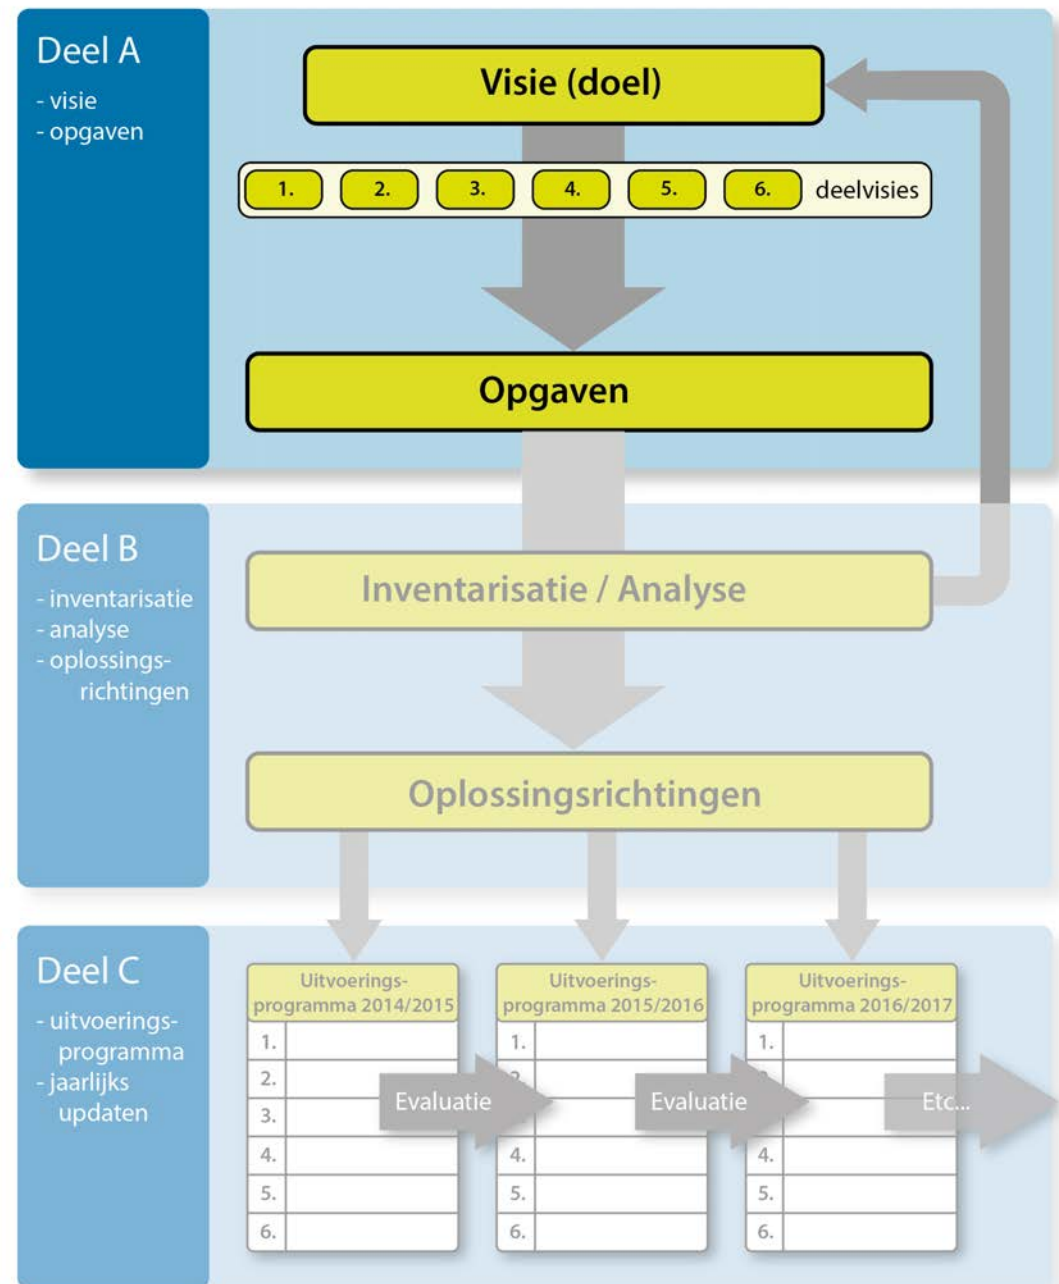 Deel A
- visie
- opgaven
Visie (doel)
1. 2. 3. 4. 5. 6. deelvisies
Opgaven
Deel B
- inventarisatie
- analyse
- oplossings-
richtingen
Inventarisatie / Analyse
Oplossingsrichtingen
Deel C
- uitvoerings-
programma
- jaarlijks
updaten
Uitvoerings-
programma 2014/2015
1.
2.
3.
4.
5.
6.
Evaluatie
Uitvoerings-
programma 2015/2016
1.
2.
4.
5.
6.
Evaluatie
Uitvoerings-
programma 2016/2017
1.
4.
5.
6.
Etc...